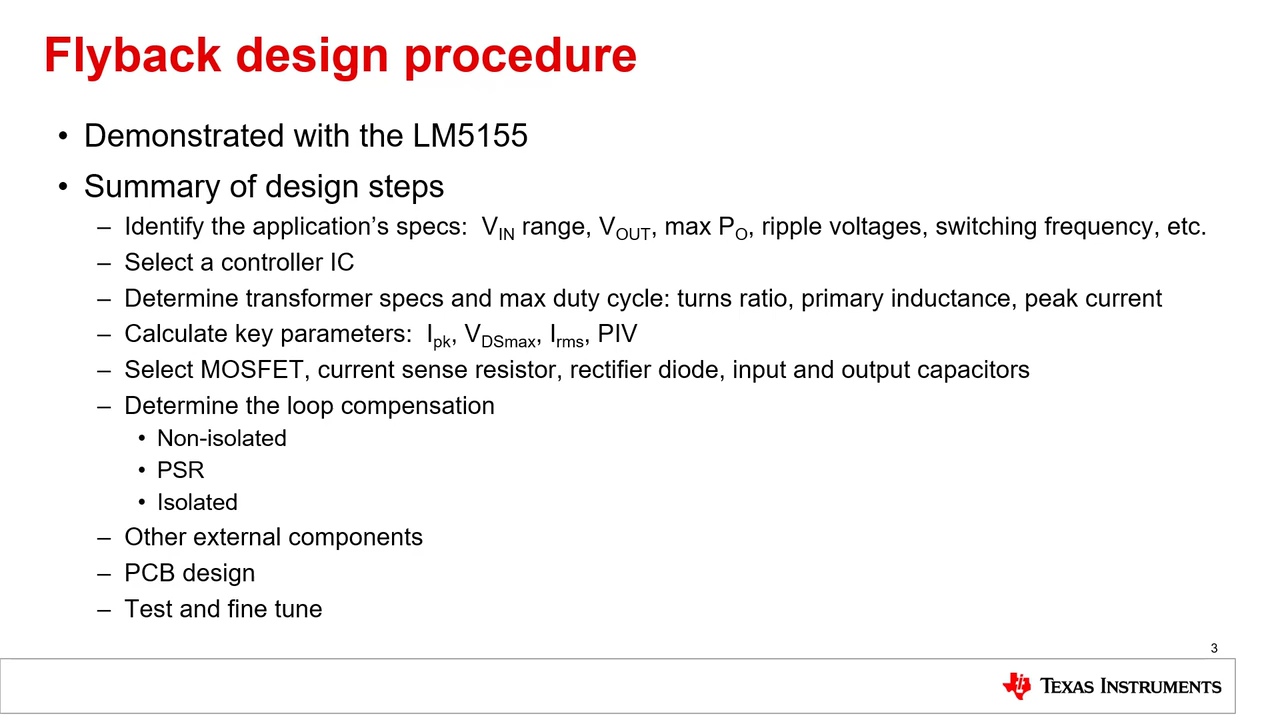 Flyback design procedure
• Demonstrated with the LM5155
• Summary of design steps
– Identify the application’s specs: VIN range, VOUT, max PO, ripple voltages, switching frequency, etc.
– Select a controller IC
– Determine transformer specs and max duty cycle: turns ratio, primary inductance, peak current
– Calculate key parameters: Ipk, VDSmax, Irms, PIV
– Select MOSFET, current sense resistor, rectifier diode, input and output capacitors
– Determine the loop compensation
• Non-isolated
• PSR
• Isolated
– Other external components
– PCB design
– Test and fine tune
3
TEXAS INSTRUMENTS